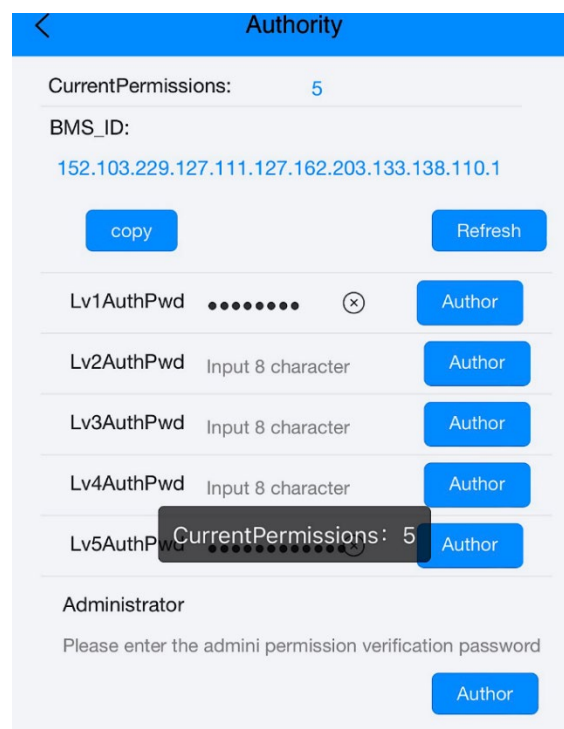 Authority
CurrentPermissions: 5
BMS_ID:
152.103.229.127.111.127.162.203.133.138.110.1
copy Refresh
Lv1AuthPwd •••••••• Author
Lv2AuthPwd Input 8 character Author
Lv3AuthPwd Input 8 character Author
Lv4AuthPwd Input 8 character Author
CurrentPermissions: 5
Lv5AuthPwd Author
Administrator
Please enter the admini permission verification password
Author